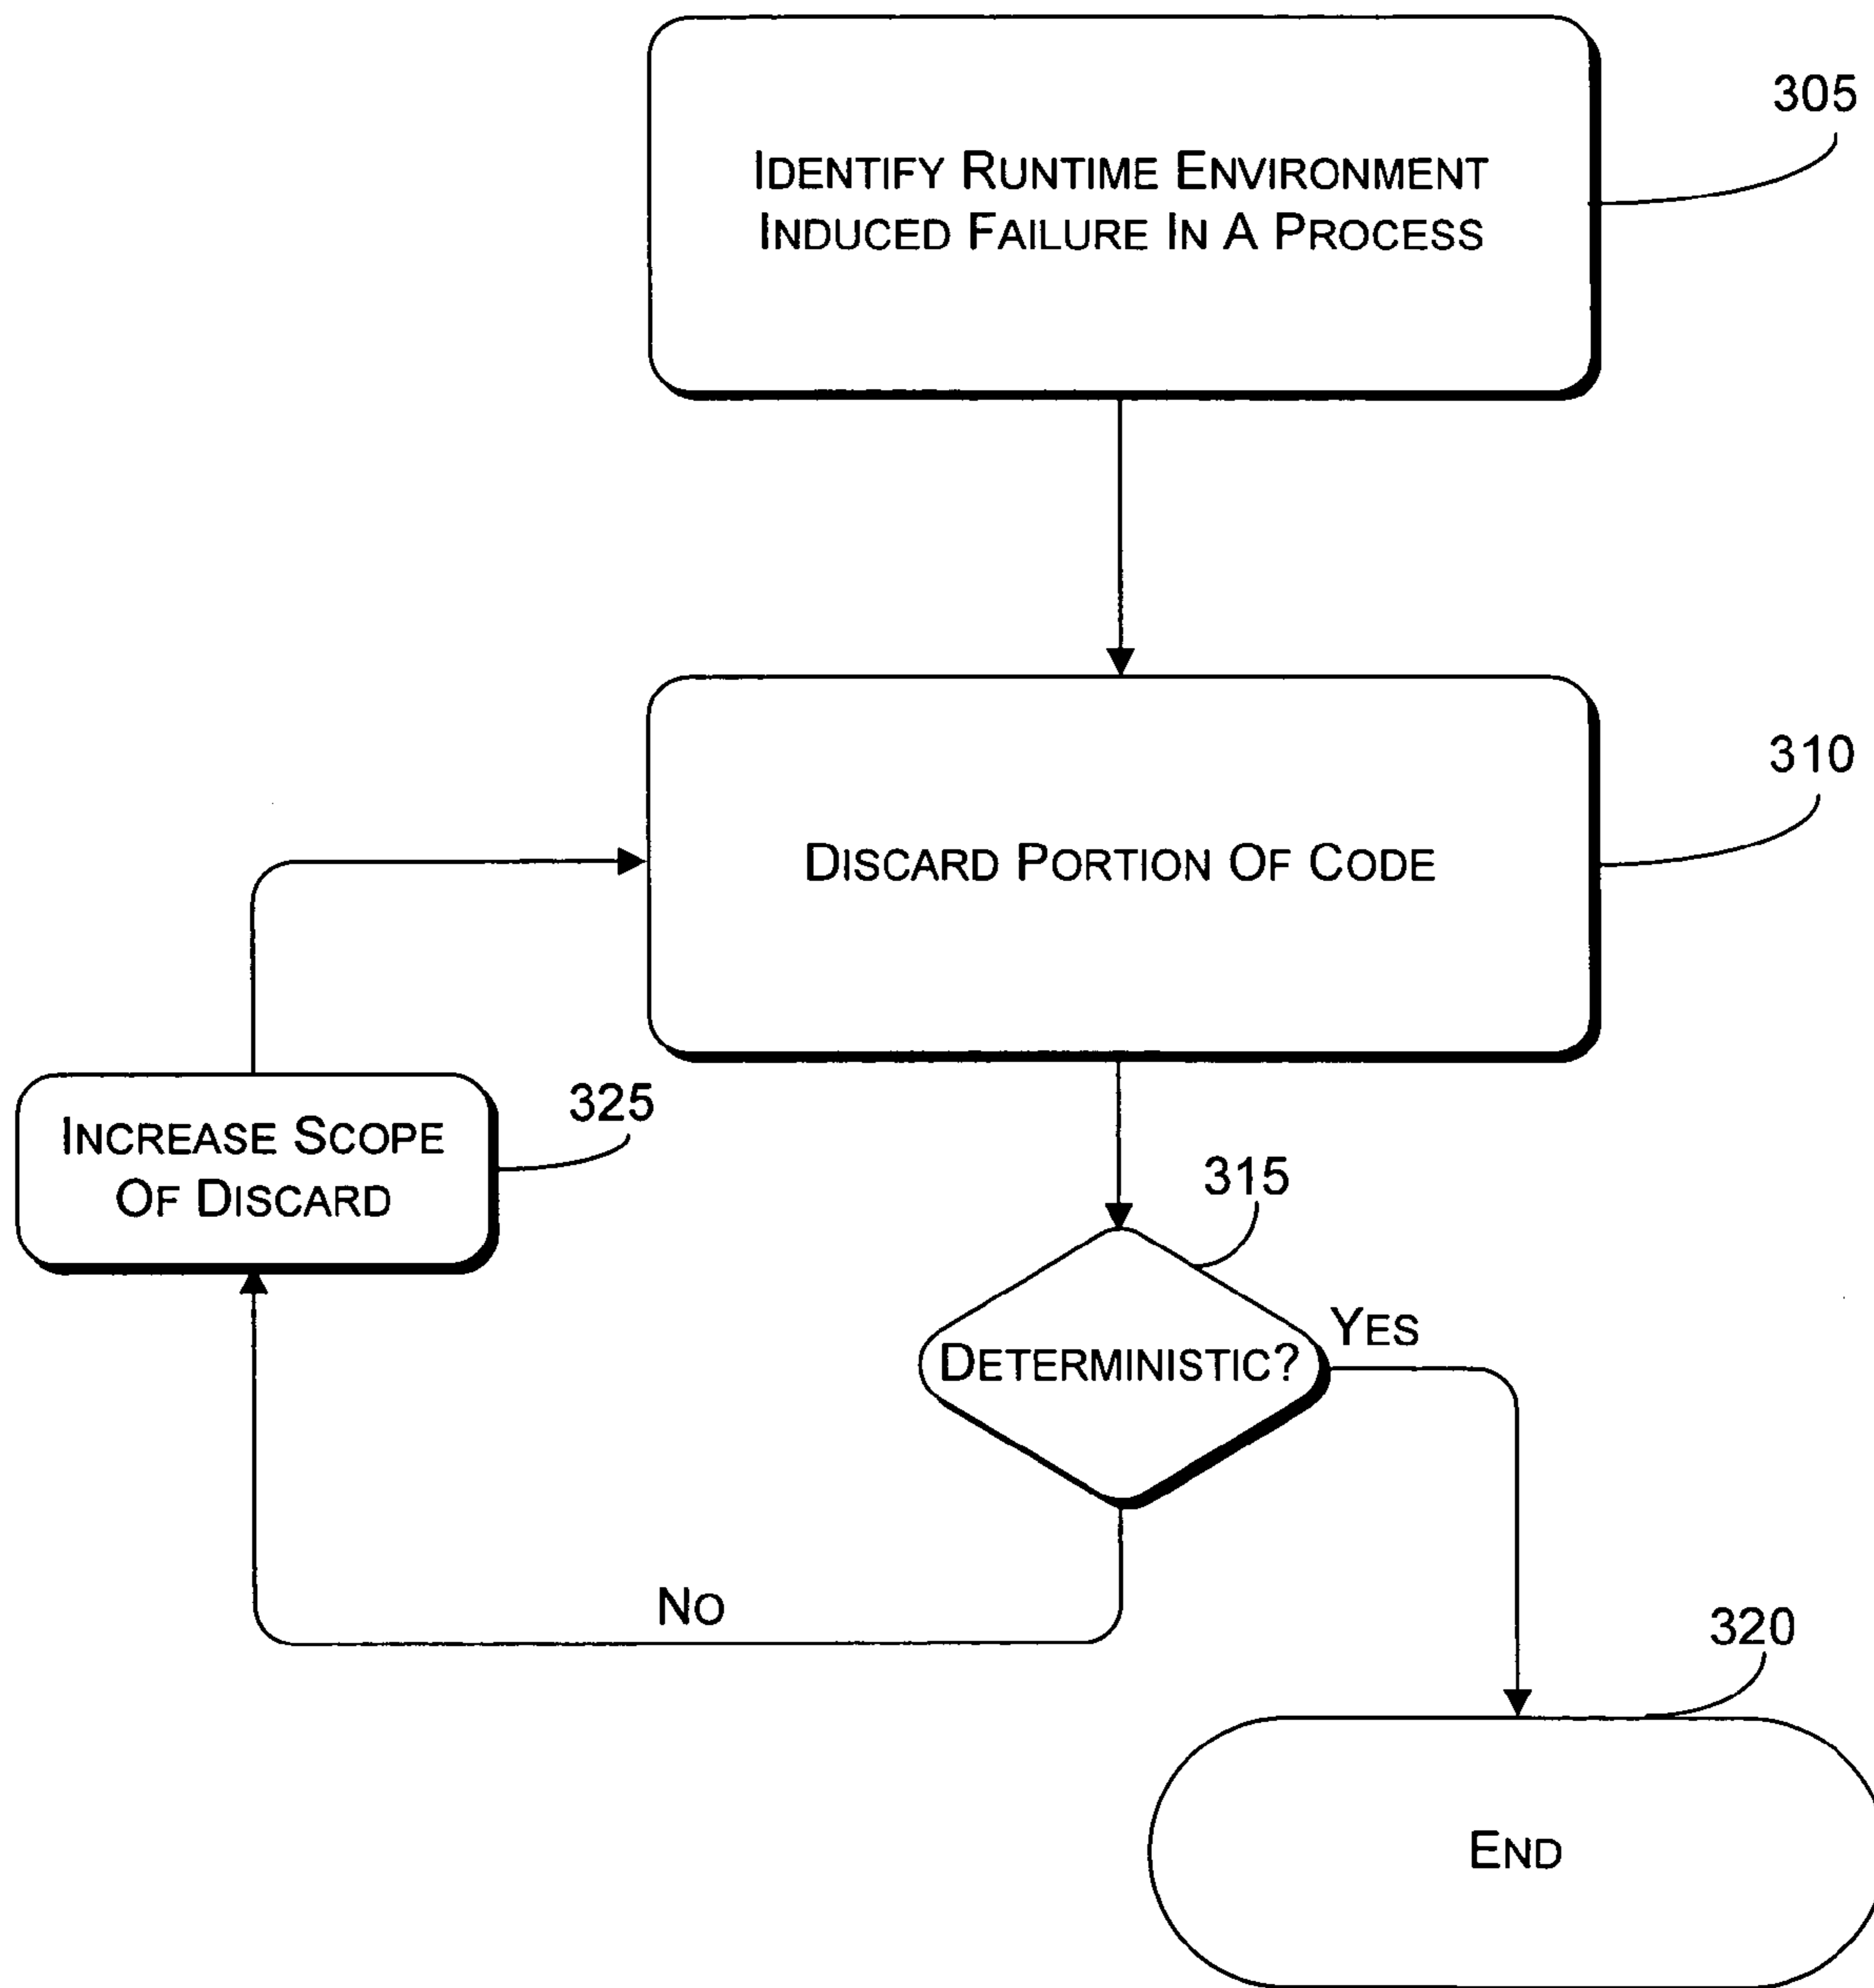 305
IDENTIFY RUNTIME ENVIRONMENT
INDUCED FAILURE IN A PROCESS
310
DISCARD PORTION OF CODE
325
INCREASE SCOPE
OF DISCARD
315
DETERMINISTIC?
YES
NO
320
END